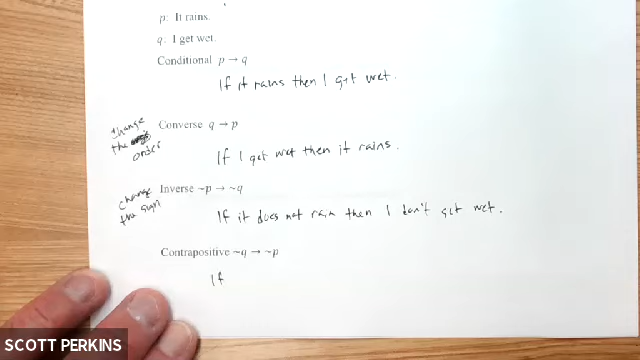 p: It rains.
q: I get wet.
Conditional p → q
If it rains then I get wet.
change
the order
Converse q → p
If I get wet then it rains.
change
the sign
Inverse ~p → ~q
If it does not rain then I don't get wet.
Contrapositive ~q → ~p
If
SCOTT PERKINS